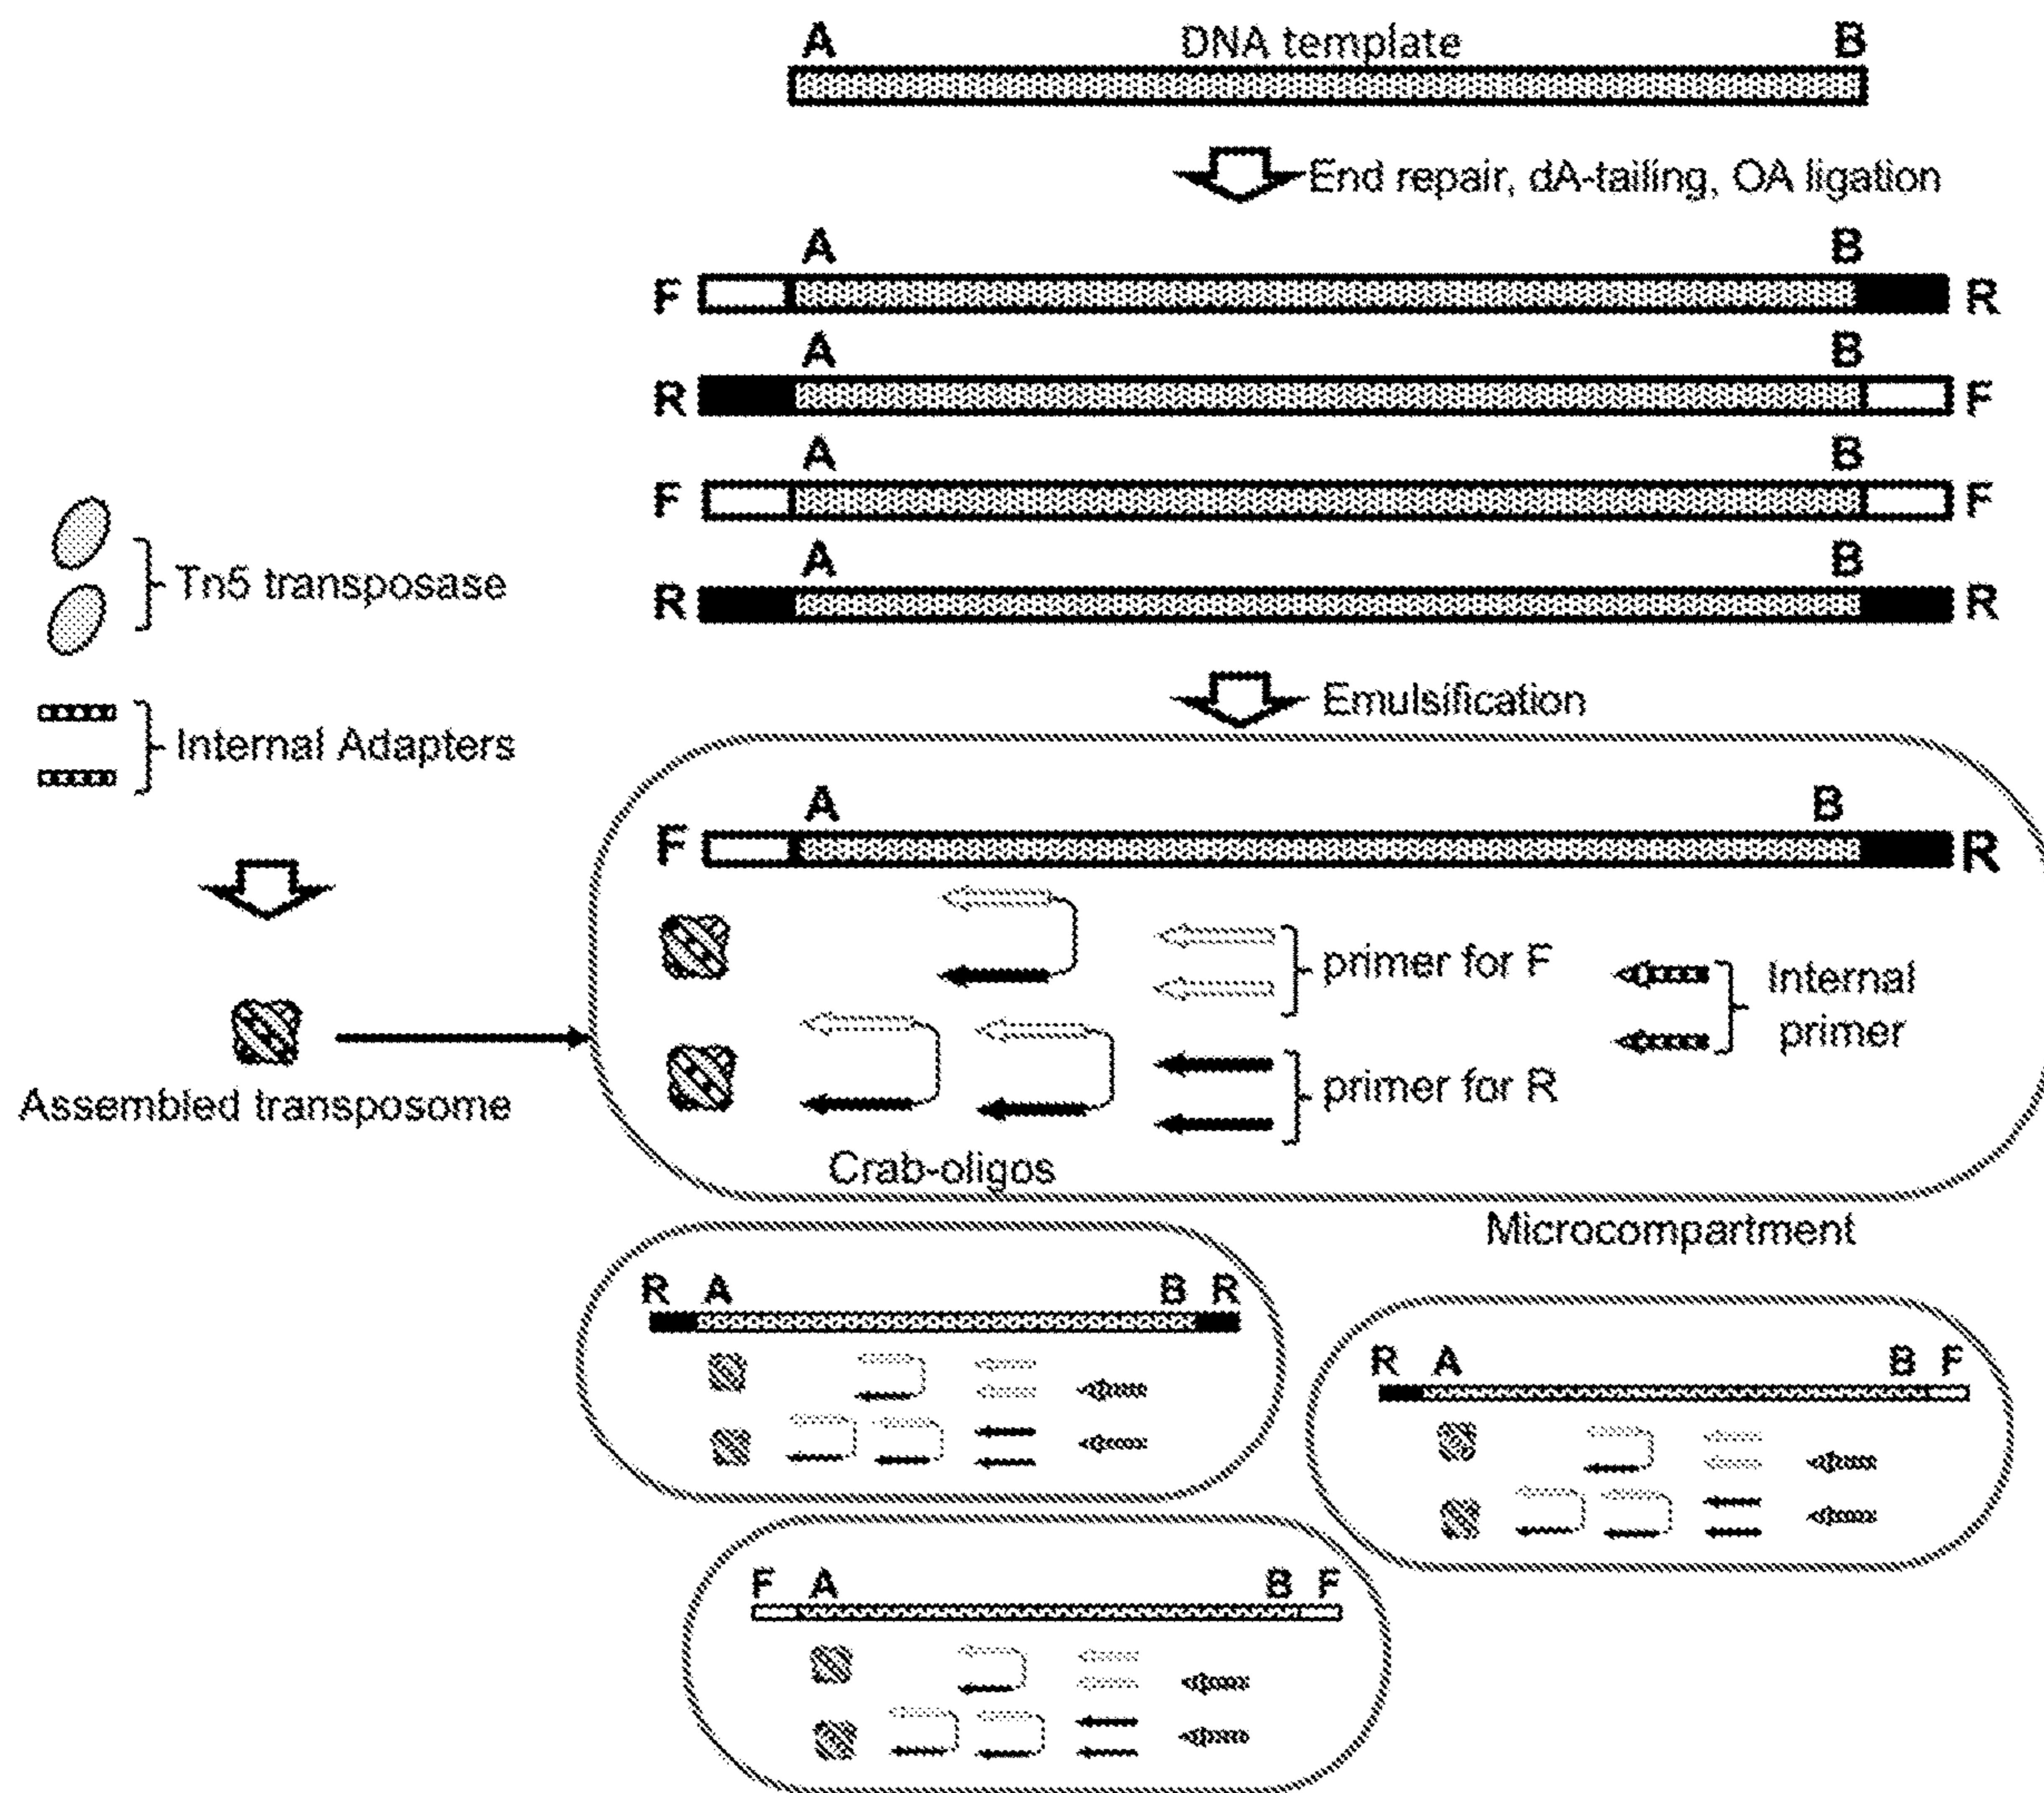 A DNA template B
End repair, dA-tailing, OA ligation
A B
F R
A B
R F
A B
F F
A B
R R
Tn5 transposase
Internal Adapters
Emulsification
A B
F R
primer for F
Internal
primer
primer for R
Assembled transposome
Crab-oligos
Microcompartment
R A B R
R A B F
F A B F